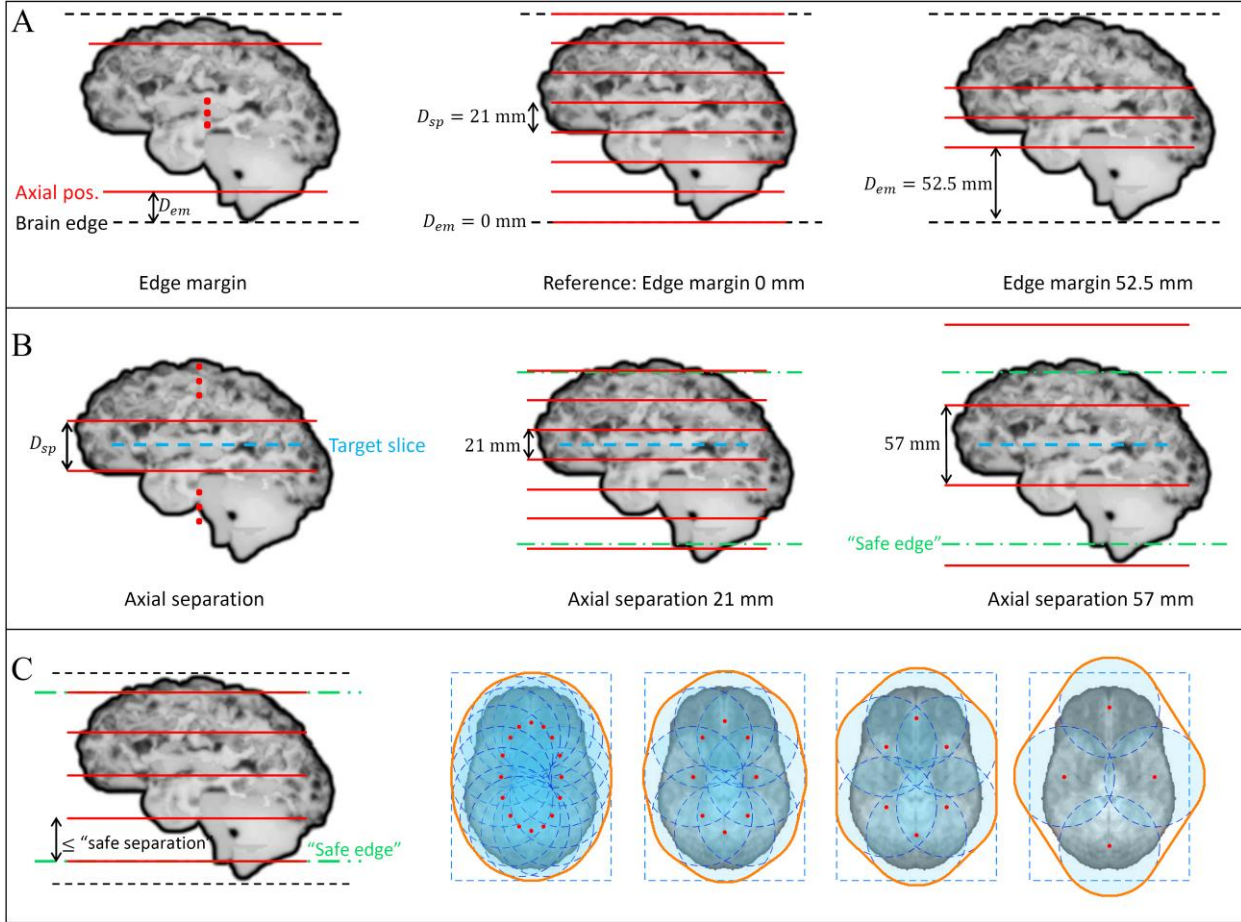 A
D_sp = 21 mm
D_em = 52.5 mm
Axial pos.
D_em
Brain edge
D_em = 0 mm
Edge margin
Reference: Edge margin 0 mm
Edge margin 52.5 mm
B
D_sp
Target slice
21 mm
57 mm
“Safe edge”
Axial separation
Axial separation 21 mm
Axial separation 57 mm
C
≤ “safe separation
“Safe edge”